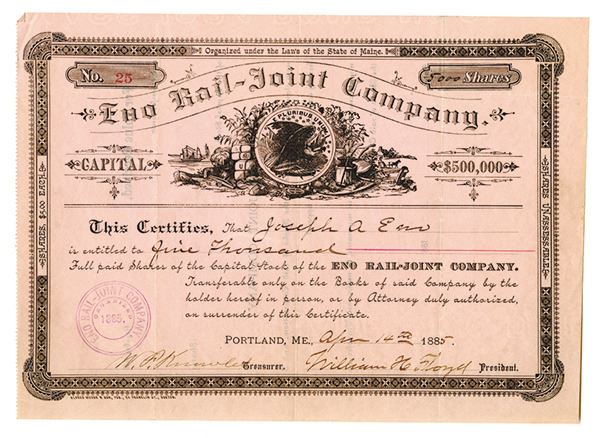 Organized under the Laws of the State of Maine.
No. 25
5000 Shares
Eno Rail-Joint Company.
E PLURIBUS UNUM
CAPITAL
$500,000
SHARES, $5.00 EACH.
SHARES UNASSESSABLE
This Certifies, That Joseph A Eno
is entitled to Five Thousand
Full paid Shares of the Capital Stock of the ENO RAIL-JOINT COMPANY.
Transferable only on the Books of said Company by the
holder hereof in person, or by Attorney duly authorized,
on surrender of this Certificate.
ENO RAIL-JOINT COMPANY
ORGANIZED
1885.
PORTLAND, ME., Apr 14th 1885.
W. P. Knowles Treasurer.
William H. Floyd President.